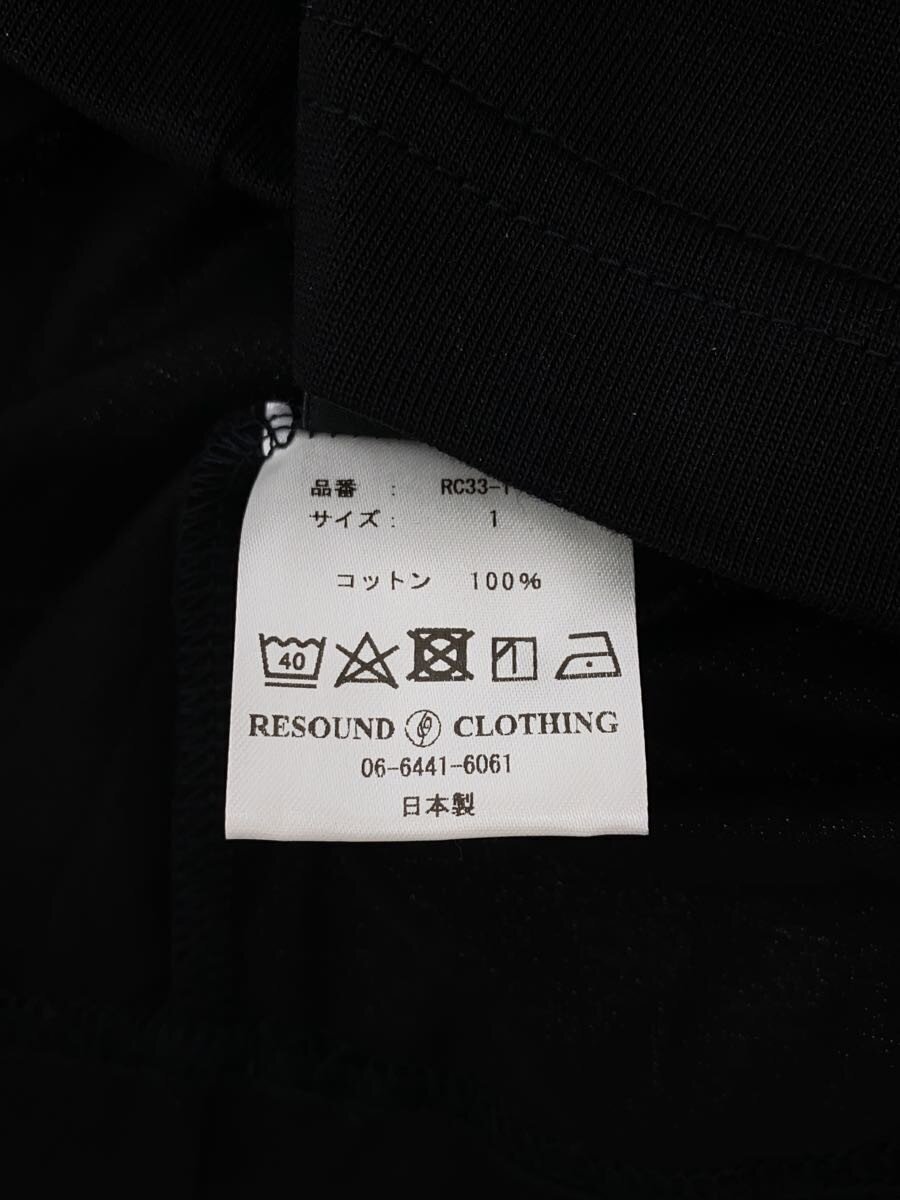 品番 : RC33-T
サイズ : 1
コットン 100%
40
RESOUND CLOTHING
06-6441-6061
日本製